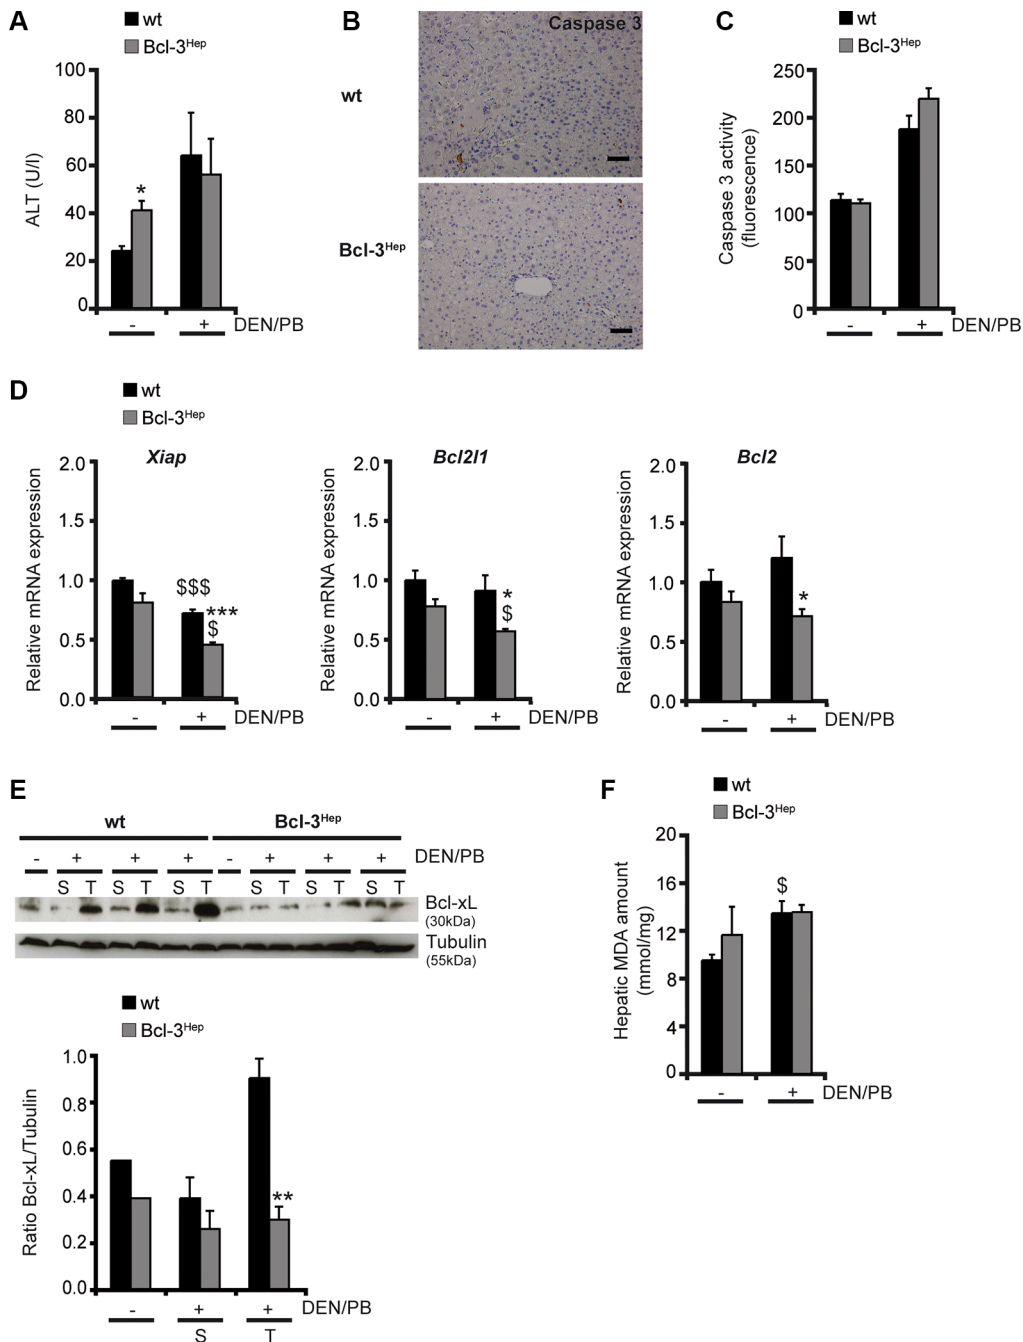 A
wt
Bcl-3Hep
ALT (U/l)
100
80
60
40
20
0
*
- + DEN/PB
B
Caspase 3
wt
Bcl-3Hep
C
wt
Bcl-3Hep
Caspase 3 activity
(fluorescence)
250
200
150
100
50
0
- + DEN/PB
D
wt
Bcl-3Hep
Xiap
Relative mRNA expression
2.0
1.5
1.0
0.5
0.0
$$$
***
$
- + DEN/PB
Bcl2l1
Relative mRNA expression
2.0
1.5
1.0
0.5
0.0
*
$
- + DEN/PB
Bcl2
Relative mRNA expression
2.0
1.5
1.0
0.5
0.0
*
- + DEN/PB
E
wt Bcl-3Hep
- + + + - + + + DEN/PB
S T S T S T S T S T S T
Bcl-xL
(30kDa)
Tubulin
(55kDa)
wt
Bcl-3Hep
Ratio Bcl-xL/Tubulin
1.0
0.8
0.6
0.4
0.2
0.0
**
- + + DEN/PB
S T
F
wt
Bcl-3Hep
Hepatic MDA amount
(mmol/mg)
20
16
12
8
4
0
$
- + DEN/PB